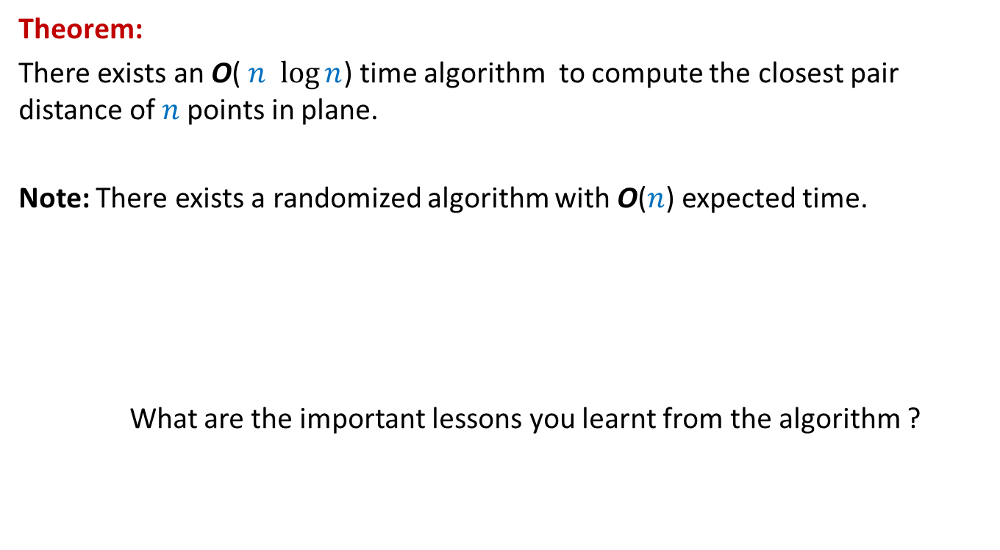 Theorem:
There exists an O( n log n) time algorithm to compute the closest pair
distance of n points in plane.
Note: There exists a randomized algorithm with O(n) expected time.
What are the important lessons you learnt from the algorithm ?